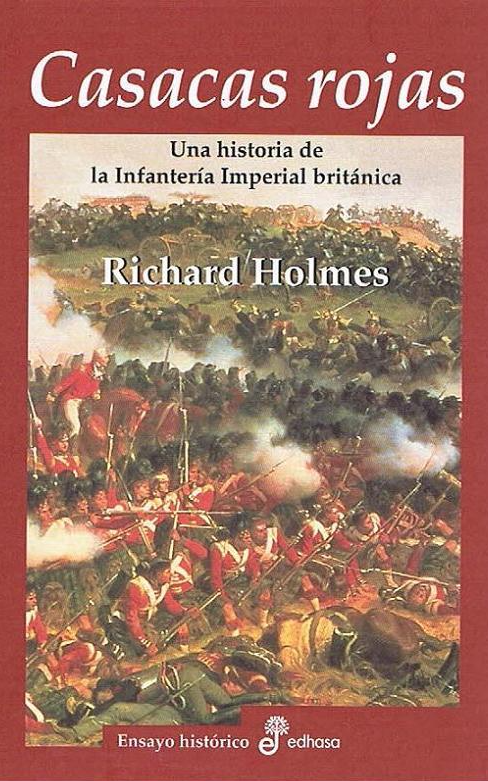 Casacas rojas
Una historia de
la Infantería Imperial británica
Richard Holmes
Ensayo histórico edhasa